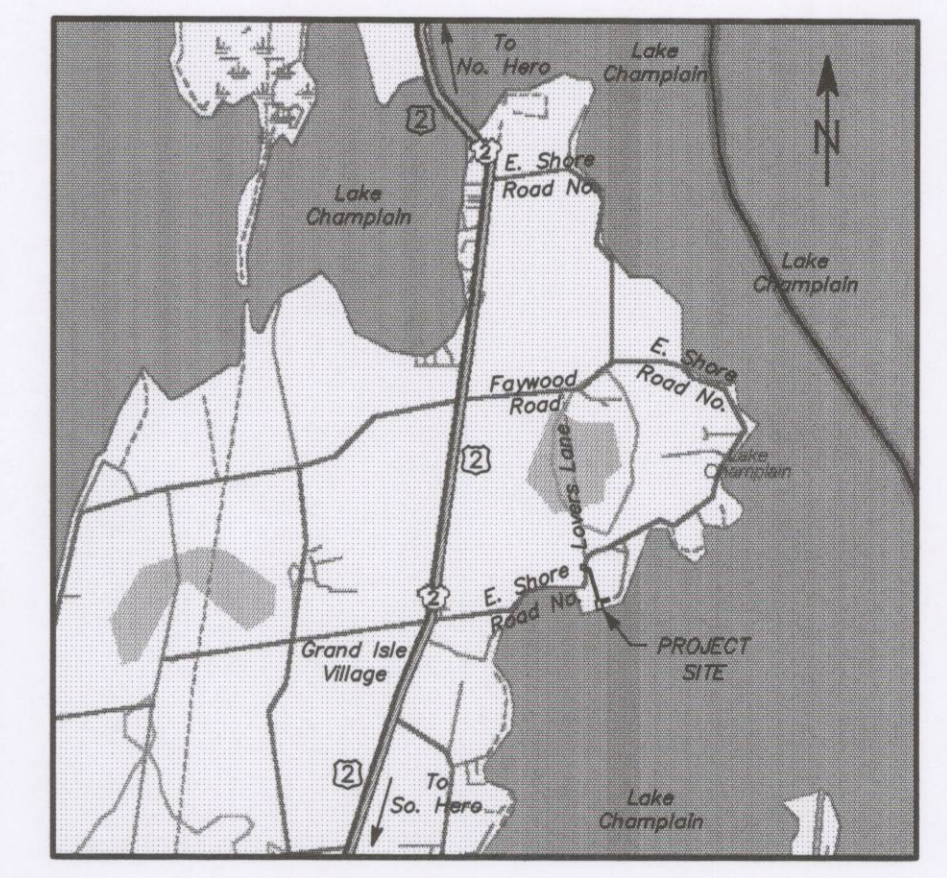 To
No. Hero
Lake
Champlain
N
2
2
E. Shore
Road No.
Lake
Champlain
Lake
Champlain
E. Shore
Road No.
Faywood
Road
2
Lovers Lane
Lake
Champlain
2
E. Shore
Road No.
PROJECT
SITE
Grand Isle
Village
2
To
So. Hero
Lake
Champlain